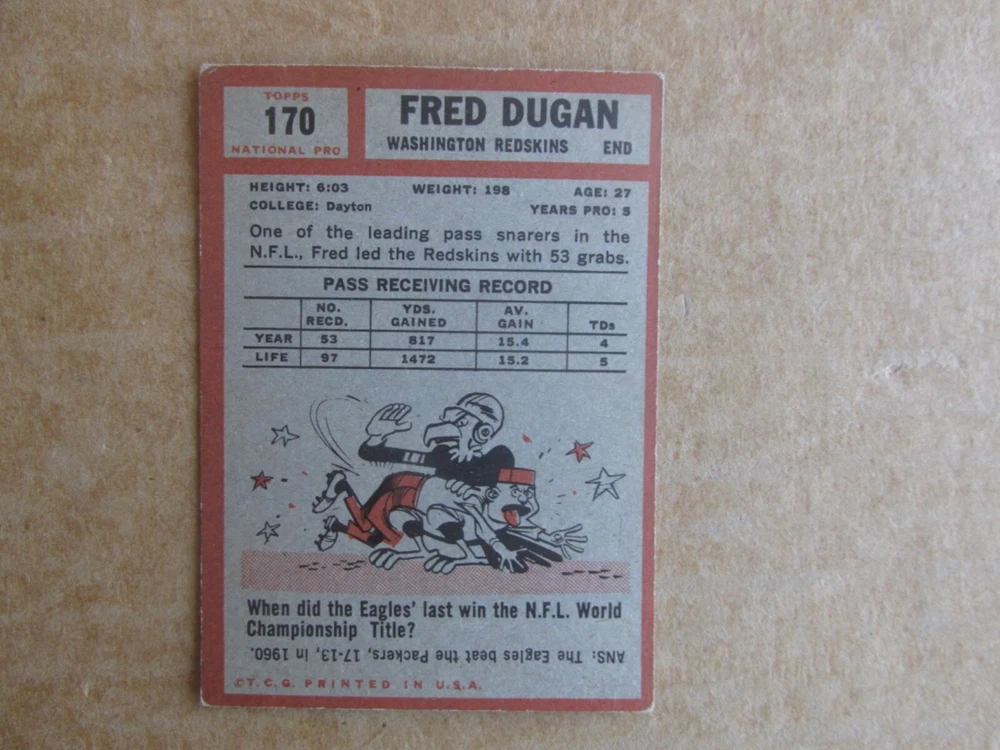 TOPPS
170
NATIONAL PRO
FRED DUGAN
WASHINGTON REDSKINS END
HEIGHT: 6:03 WEIGHT: 198 AGE: 27
COLLEGE: Dayton YEARS PRO: 5
One of the leading pass snarers in the
N.F.L., Fred led the Redskins with 53 grabs.
PASS RECEIVING RECORD
NO. RECD. YDS. GAINED AV. GAIN TDs
YEAR 53 817 15.4 4
LIFE 97 1472 15.2 5
When did the Eagles' last win the N.F.L. World
Championship Title?
ANS: The Eagles beat the Packers, 17-13, in 1960.
©T.C.G. PRINTED IN U.S.A.